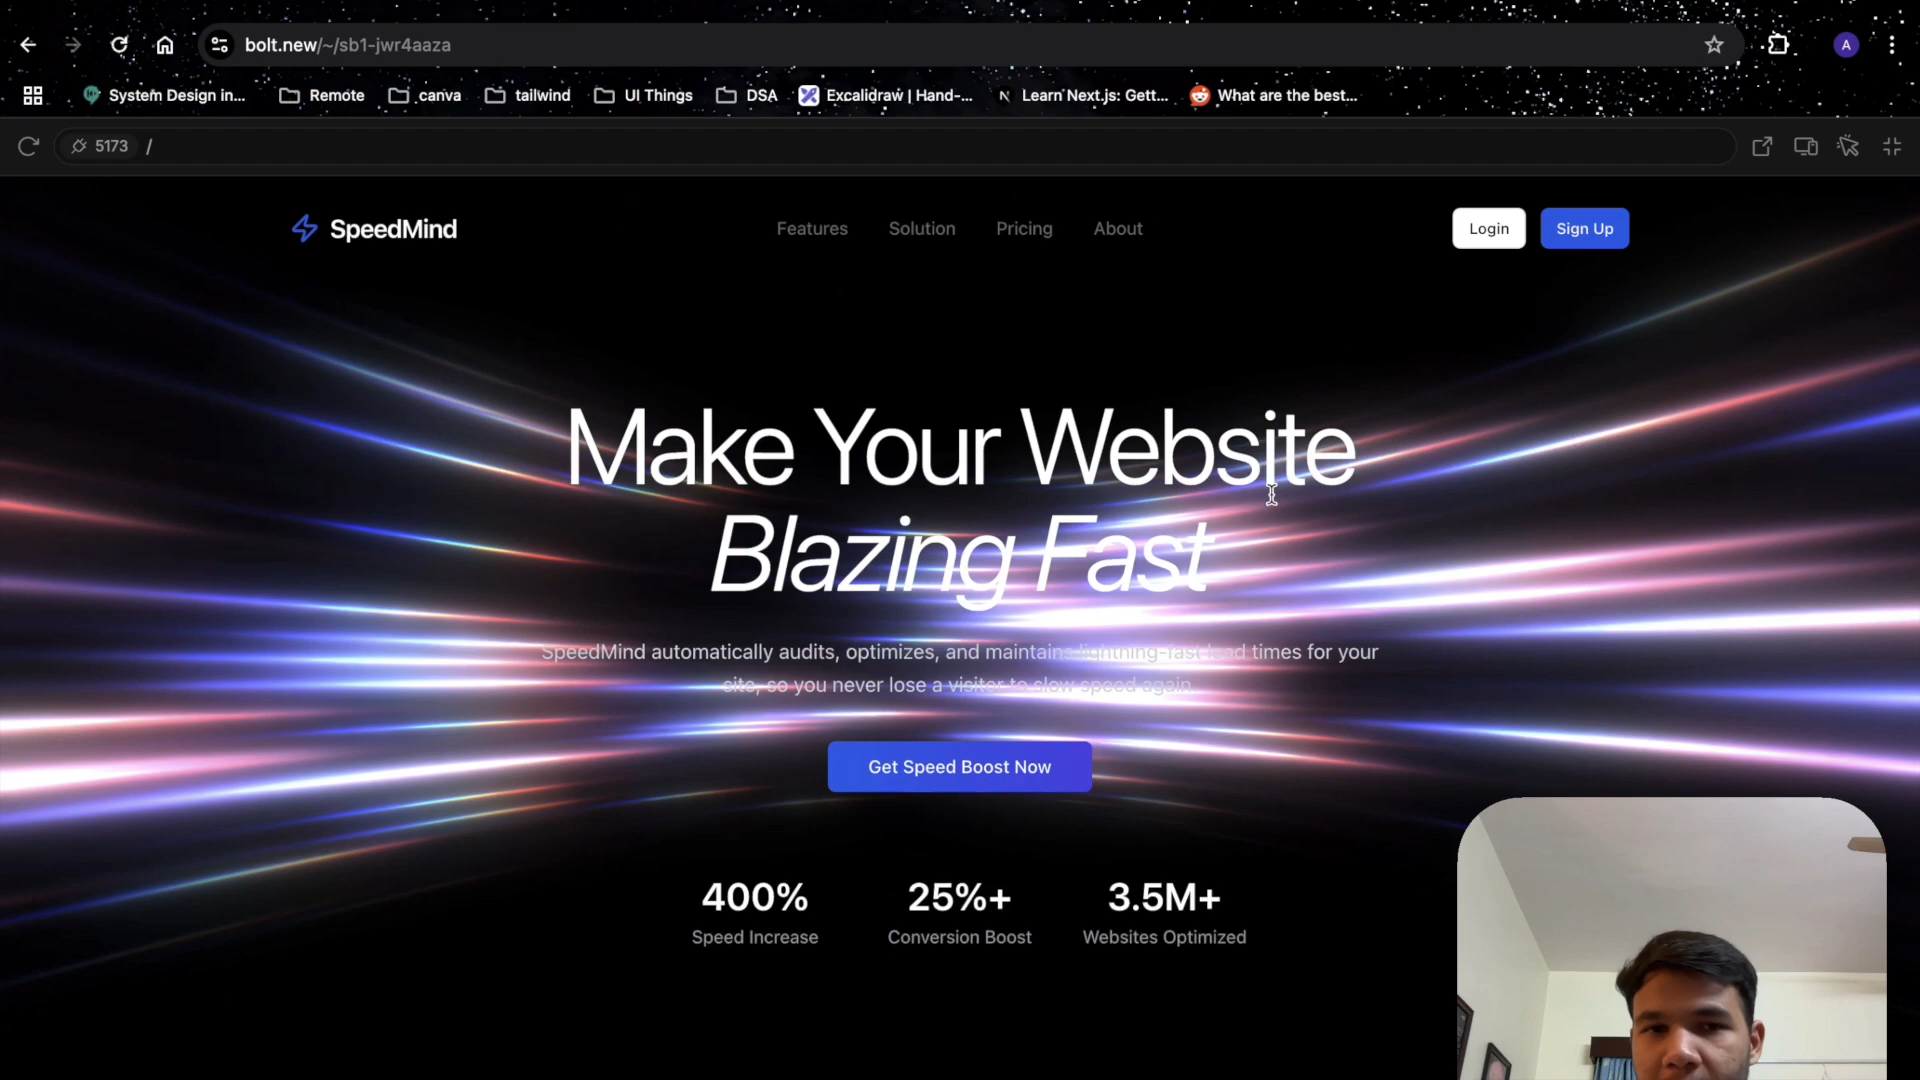 bolt.new/~/sb1-jwr4aaza
A
System Design in...
Remote
canva
tailwind
UI Things
DSA
Excalidraw | Hand-...
N
Learn Next.js: Gett...
What are the best...
5173 /
SpeedMind
Features
Solution
Pricing
About
Login
Sign Up
Make Your Website
Blazing Fast
SpeedMind automatically audits, optimizes, and maintains lightning-fast load times for your
site, so you never lose a visitor to slow speed again.
Get Speed Boost Now
400%
25%+
3.5M+
Speed Increase
Conversion Boost
Websites Optimized